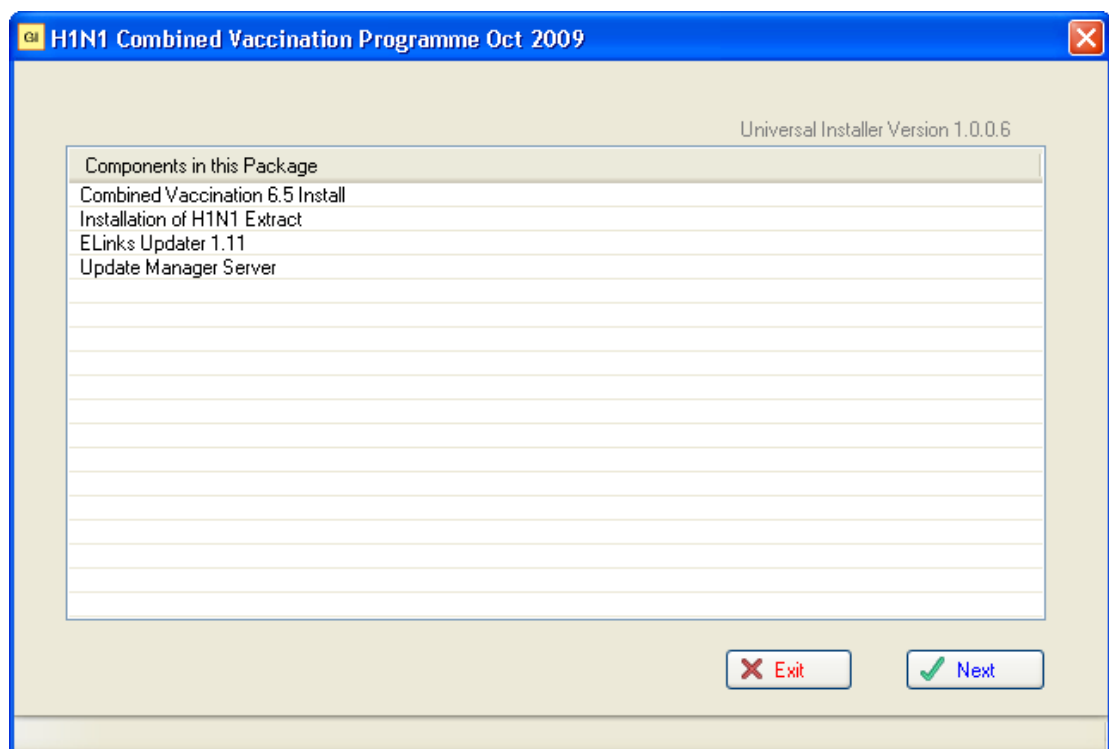 GI H1N1 Combined Vaccination Programme Oct 2009
Universal Installer Version 1.0.0.6
Components in this Package
Combined Vaccination 6.5 Install
Installation of H1N1 Extract
ELinks Updater 1.11
Update Manager Server
Exit
Next